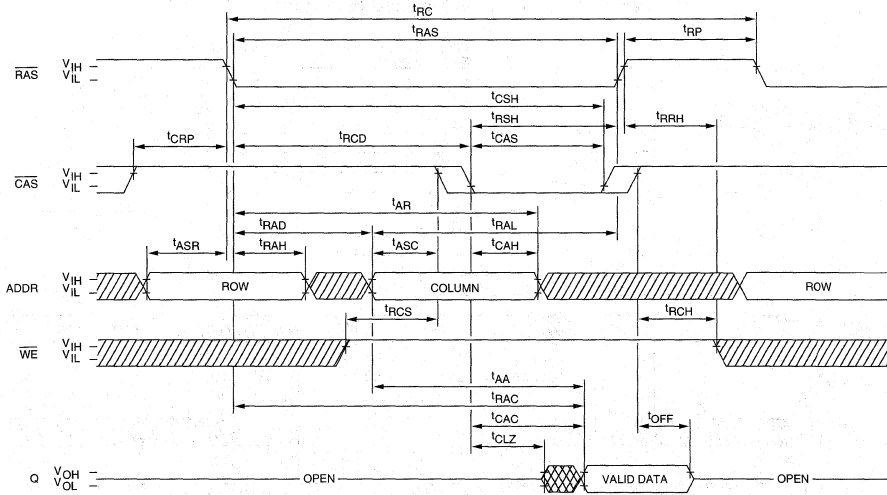 tRC
tRAS
tRP
RAS
VIH
VIL
tCSH
tRSH
tRRH
tCRP
tRCD
tCAS
CAS
VIH
VIL
tAR
tRAD
tRAL
tASR
tRAH
tASC
tCAH
ADDR
VIH
VIL
ROW
COLUMN
ROW
tRCS
tRCH
WE
VIH
VIL
tAA
tRAC
tCAC
tOFF
tCLZ
Q
VOH
VOL
OPEN
VALID DATA
OPEN